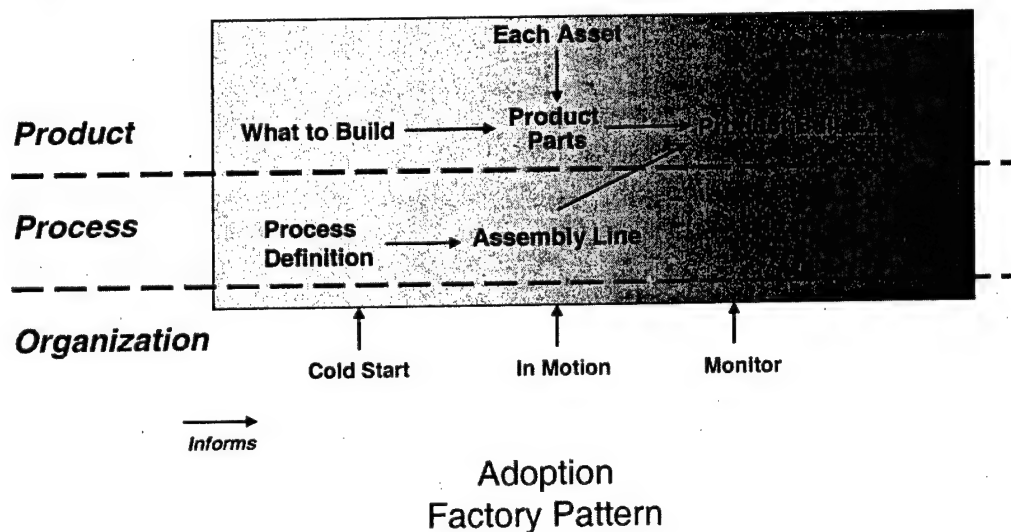 Each Asset
Product
What to Build
Product
Parts
Process
Process
Definition
Assembly Line
Organization
Cold Start
In Motion
Monitor
Informs
Adoption
Factory Pattern